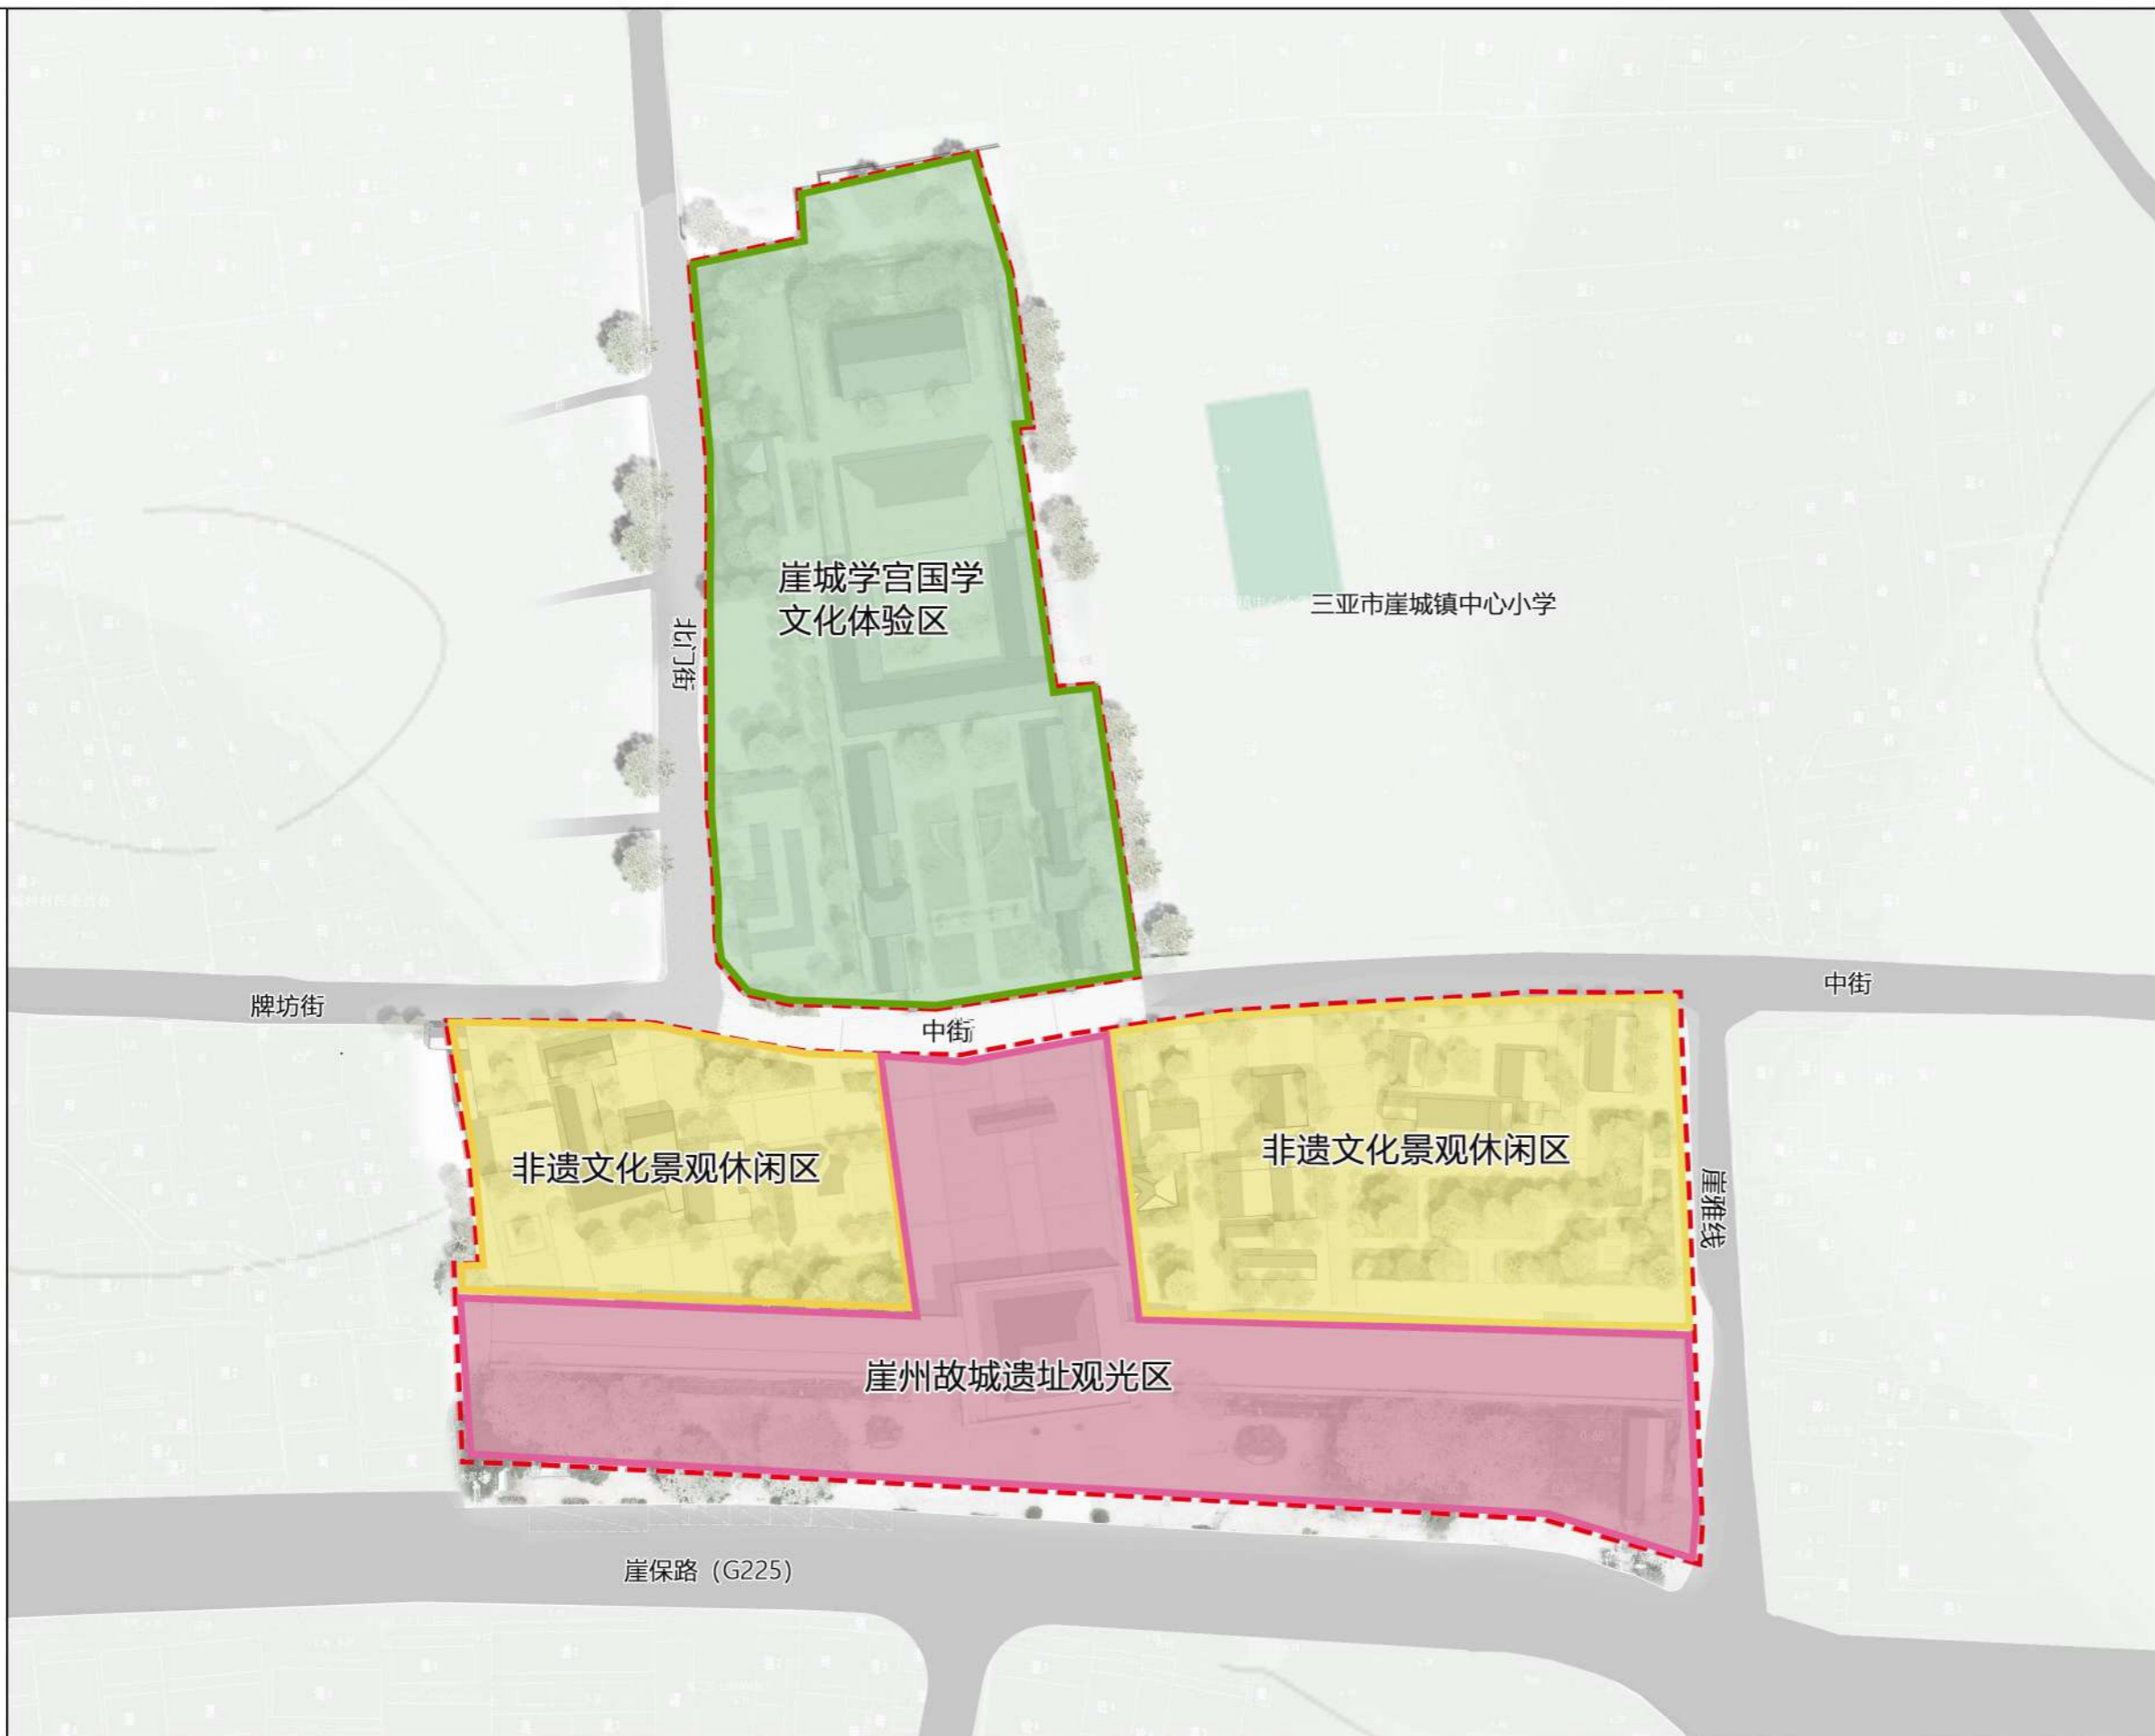 崖城学宫国学
文化体验区
三亚市崖城镇中心小学
北门街
牌坊街
中街
中街
非遗文化景观休闲区
非遗文化景观休闲区
崖雅线
崖州故城遗址观光区
崖保路（G225）